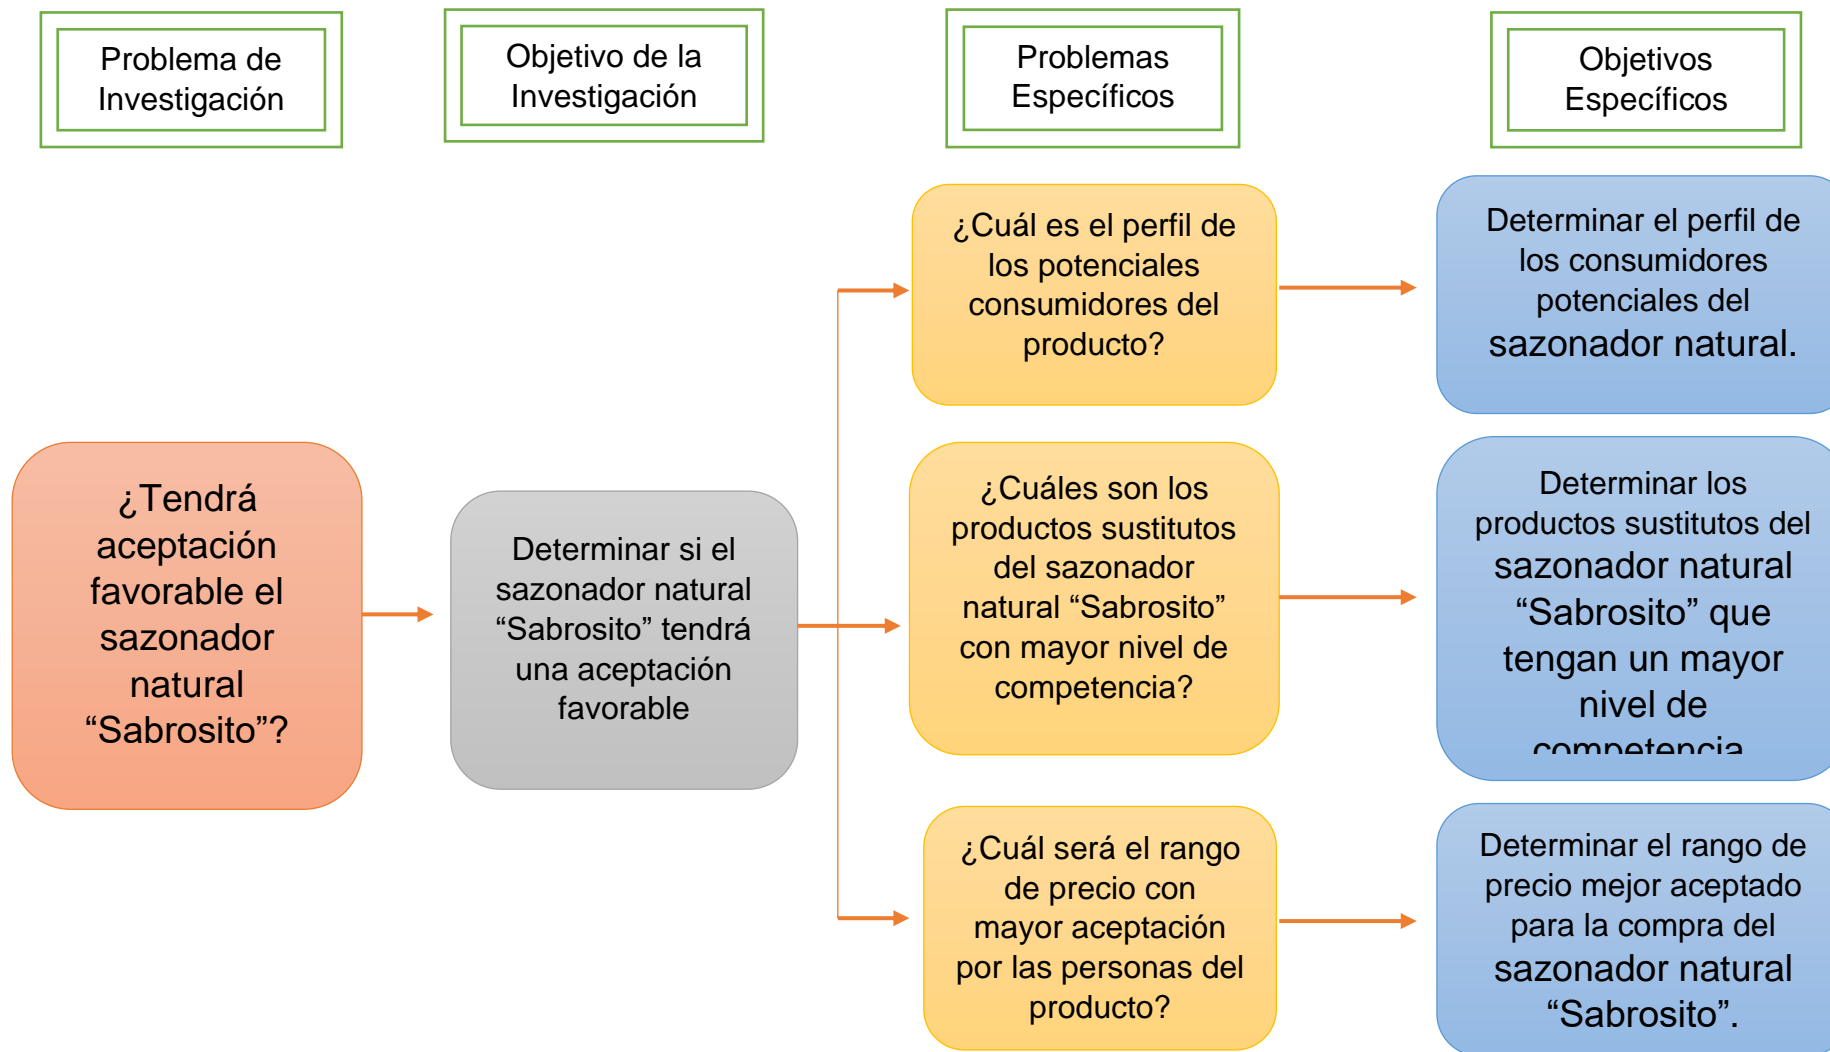 Problema de
Investigación
Objetivo de la
Investigación
Problemas
Específicos
Objetivos
Específicos
¿Tendrá
aceptación
favorable el
sazonador
natural
“Sabrosito”?
Determinar si el
sazonador natural
“Sabrosito” tendrá
una aceptación
favorable
¿Cuál es el perfil de
los potenciales
consumidores del
producto?
Determinar el perfil de
los consumidores
potenciales del
sazonador natural.
¿Cuáles son los
productos sustitutos
del sazonador
natural “Sabrosito”
con mayor nivel de
competencia?
Determinar los
productos sustitutos del
sazonador natural
“Sabrosito” que
tengan un mayor
nivel de
competencia
¿Cuál será el rango
de precio con
mayor aceptación
por las personas del
producto?
Determinar el rango de
precio mejor aceptado
para la compra del
sazonador natural
“Sabrosito”.